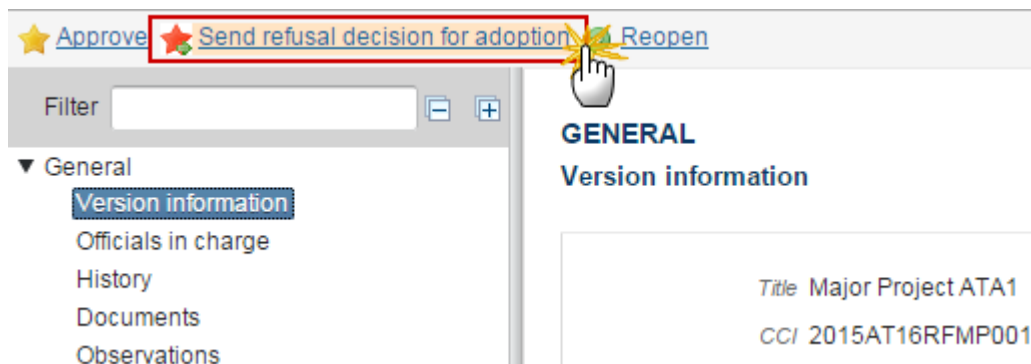 Approve Send refusal decision for adoption Reopen
Filter
General
Version information
Officials in charge
History
Documents
Observations
GENERAL
Version information
Title Major Project ATA1
CCI 2015AT16RFMP001